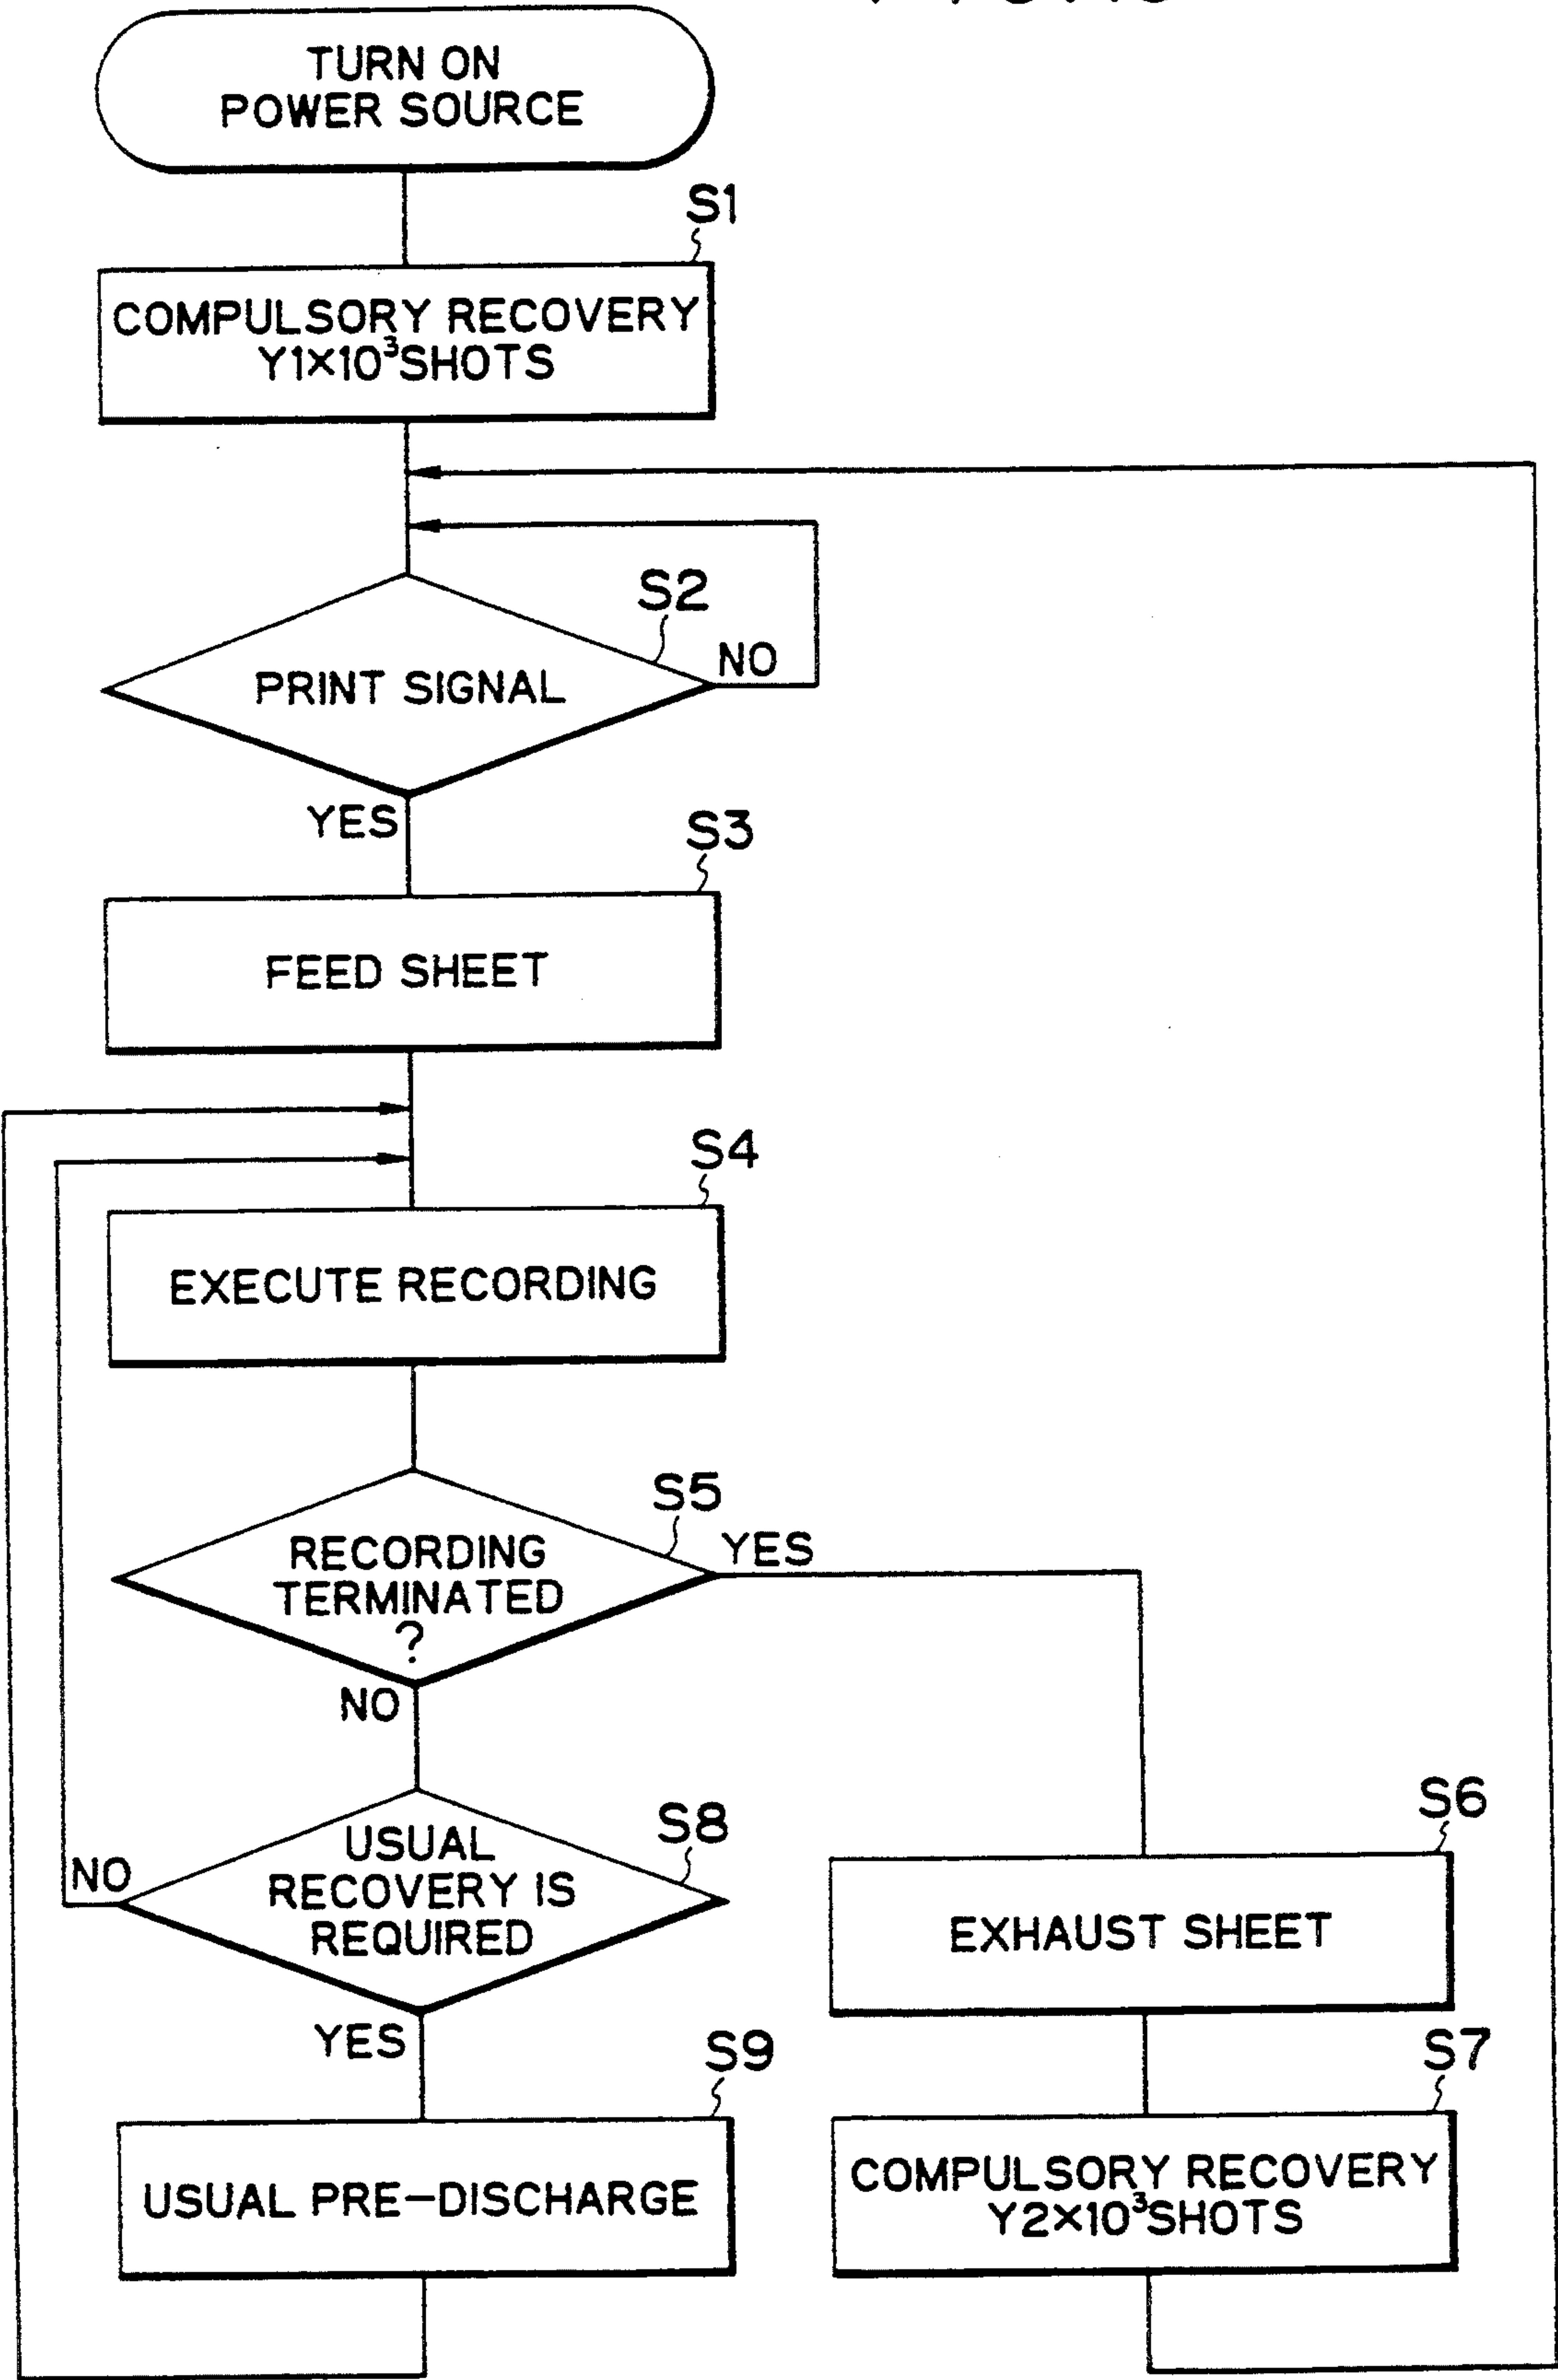 TURN ON
POWER SOURCE
S1
COMPULSORY RECOVERY
Y1×10³SHOTS
S2
PRINT SIGNAL
NO
YES
S3
FEED SHEET
S4
EXECUTE RECORDING
S5
RECORDING
TERMINATED
?
YES
NO
S8
USUAL
RECOVERY IS
REQUIRED
NO
YES
S6
EXHAUST SHEET
S9
USUAL PRE-DISCHARGE
S7
COMPULSORY RECOVERY
Y2×10³SHOTS